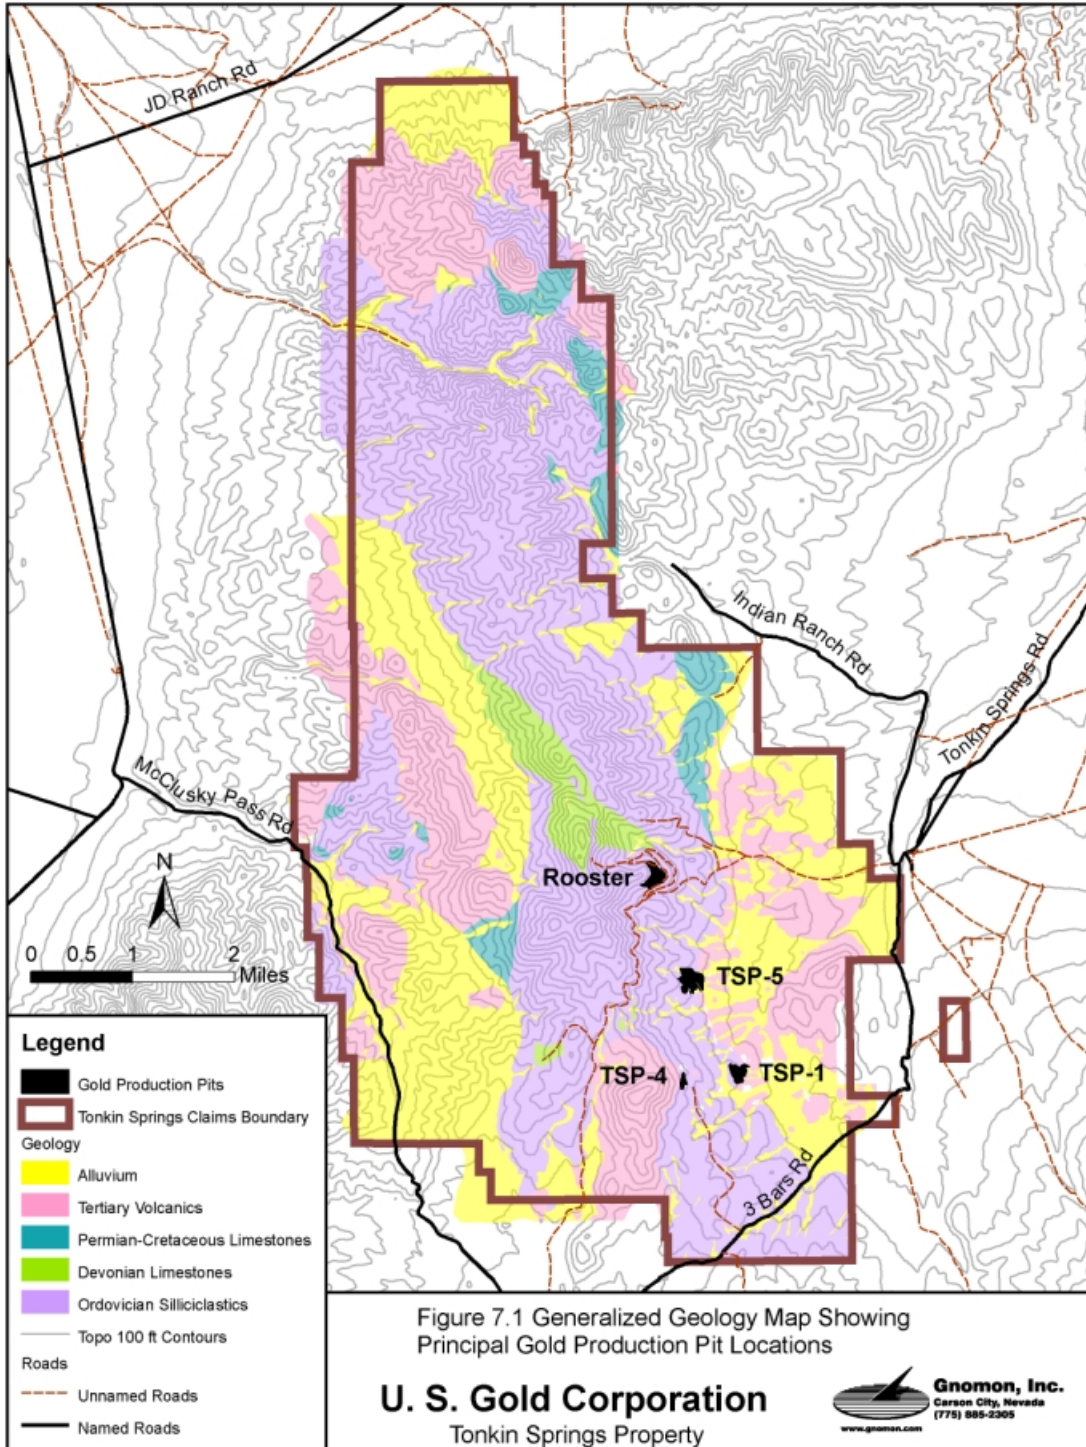 JD Ranch Rd
Indian Ranch Rd
Tonkin Springs Rd
McClusky Pass Rd
N
Rooster
0 0.5 1 2
Miles
TSP-5
TSP-4
TSP-1
3 Bars Rd
Legend
Gold Production Pits
Tonkin Springs Claims Boundary
Geology
Alluvium
Tertiary Volcanics
Permian-Cretaceous Limestones
Devonian Limestones
Ordovician Silliciclastics
Topo 100 ft Contours
Roads
Unnamed Roads
Named Roads
Figure 7.1 Generalized Geology Map Showing
Principal Gold Production Pit Locations
U. S. Gold Corporation
Tonkin Springs Property
Gnomon, Inc.
Carson City, Nevada
(775) 885-2305
www.gnomon.com